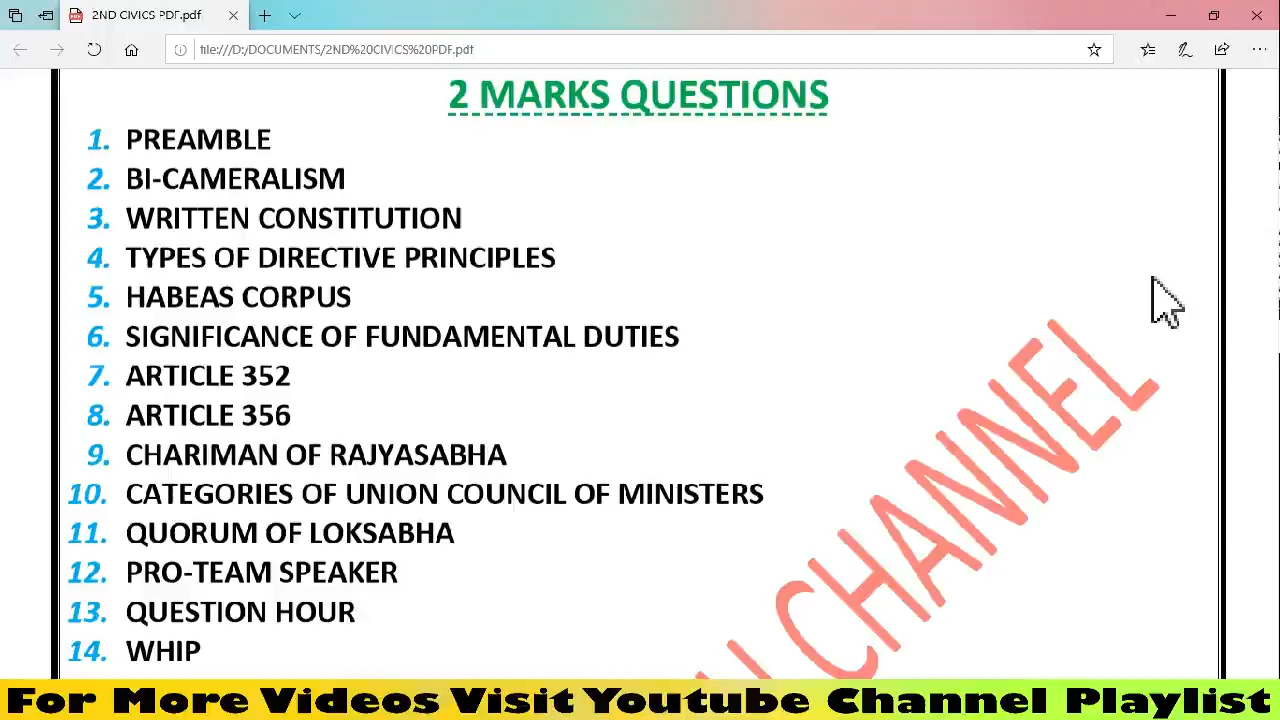 2ND CIVICS PDF.pdf
file:///D:/DOCUMENTS/2ND%20CIVICS%20PDF.pdf
2 MARKS QUESTIONS
1. PREAMBLE
2. BI-CAMERALISM
3. WRITTEN CONSTITUTION
4. TYPES OF DIRECTIVE PRINCIPLES
5. HABEAS CORPUS
6. SIGNIFICANCE OF FUNDAMENTAL DUTIES
7. ARTICLE 352
8. ARTICLE 356
9. CHARIMAN OF RAJYASABHA
10. CATEGORIES OF UNION COUNCIL OF MINISTERS
11. QUORUM OF LOKSABHA
12. PRO-TEAM SPEAKER
13. QUESTION HOUR
14. WHIP
CHANNEL
For More Videos Visit Youtube Channel Playlist